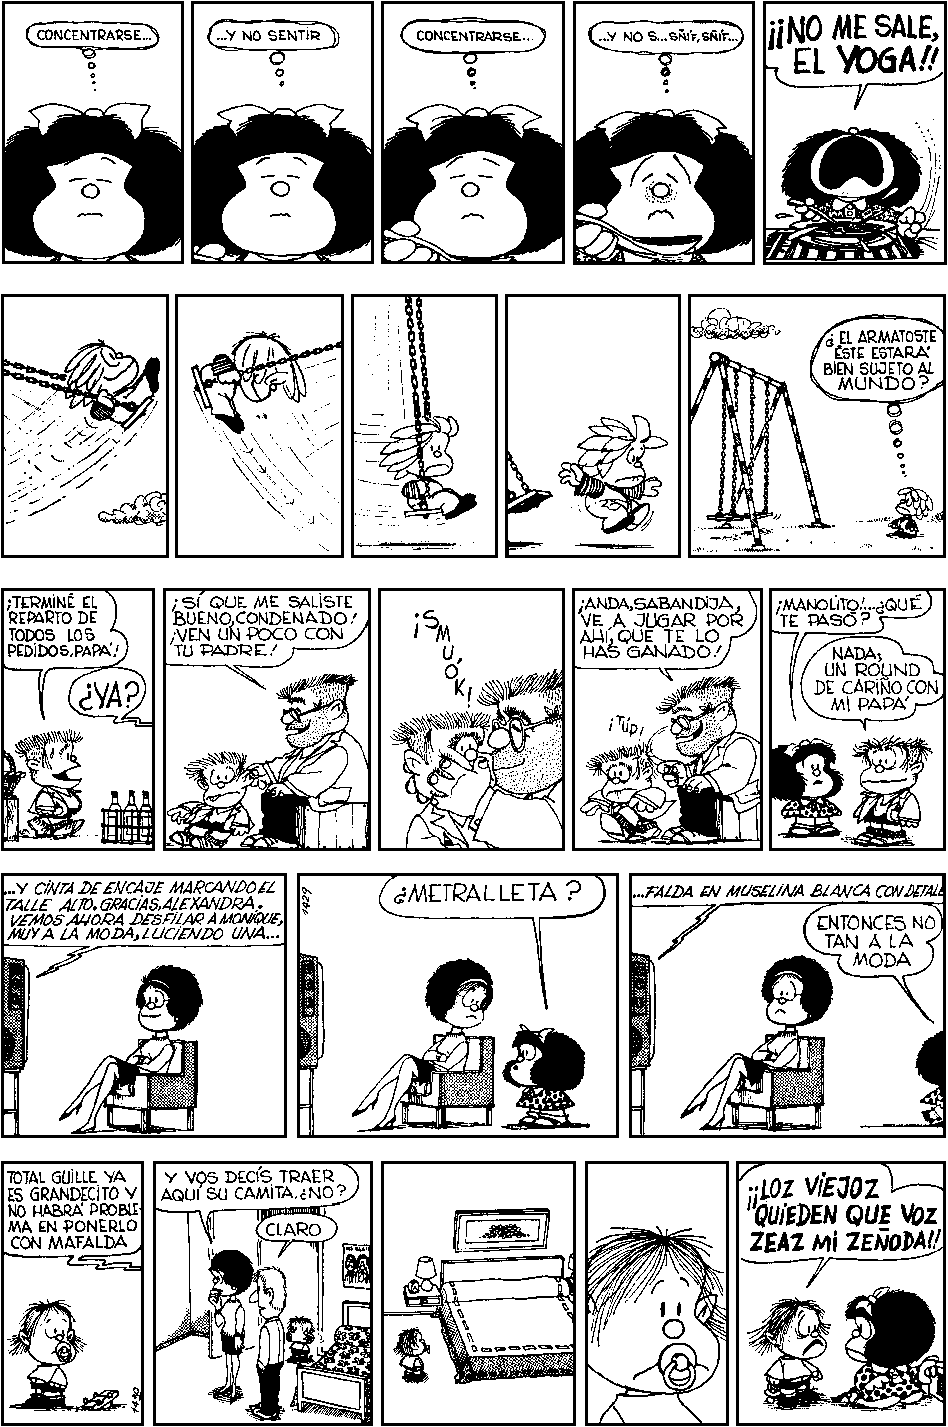 CONCENTRARSE...
...Y NO SENTIR
CONCENTRARSE...
...Y NO S...SÑIF, SÑIF...
¡¡NO ME SALE,
EL YOGA!!
¿EL ARMATOSTE
ESTE ESTARÁ
BIEN SUJETO AL
MUNDO?
¡TERMINÉ EL
REPARTO DE
TODOS LOS
PEDIDOS, PAPÁ!
¿YA?
¡SÍ QUE ME SALISTE
BUENO, CONDENADO!
¡VEN UN POCO CON
TU PADRE!
¡SMUÓK!
¡ANDA, SABANDIJA,
VE A JUGAR POR
AHÍ, QUE TE LO
HAS GANADO!
¡TÚP!
¡MANOLITO!...¿QUÉ
TE PASÓ?
NADA;
UN ROUND
DE CARIÑO CON
MI PAPÁ
...Y CINTA DE ENCAJE MARCANDO EL
TALLE ALTO. GRACIAS, ALEXANDRA.
VEMOS AHORA DESFILAR A MONIQUE,
MUY A LA MODA, LUCIENDO UNA...
1429
¿METRALLETA?
...FALDA EN MUSELINA BLANCA CON DETALL
ENTONCES NO
TAN A LA
MODA
TOTAL GUILLE YA
ES GRANDECITO Y
NO HABRÁ PROBLE-
MA EN PONERLO
CON MAFALDA
1430
Y VOS DECÍS TRAER
AQUÍ SU CAMITA, ¿NO?
CLARO
¡¡LOZ VIEJOZ
QUIEDEN QUE VOZ
ZEAZ MI ZEÑODA!!